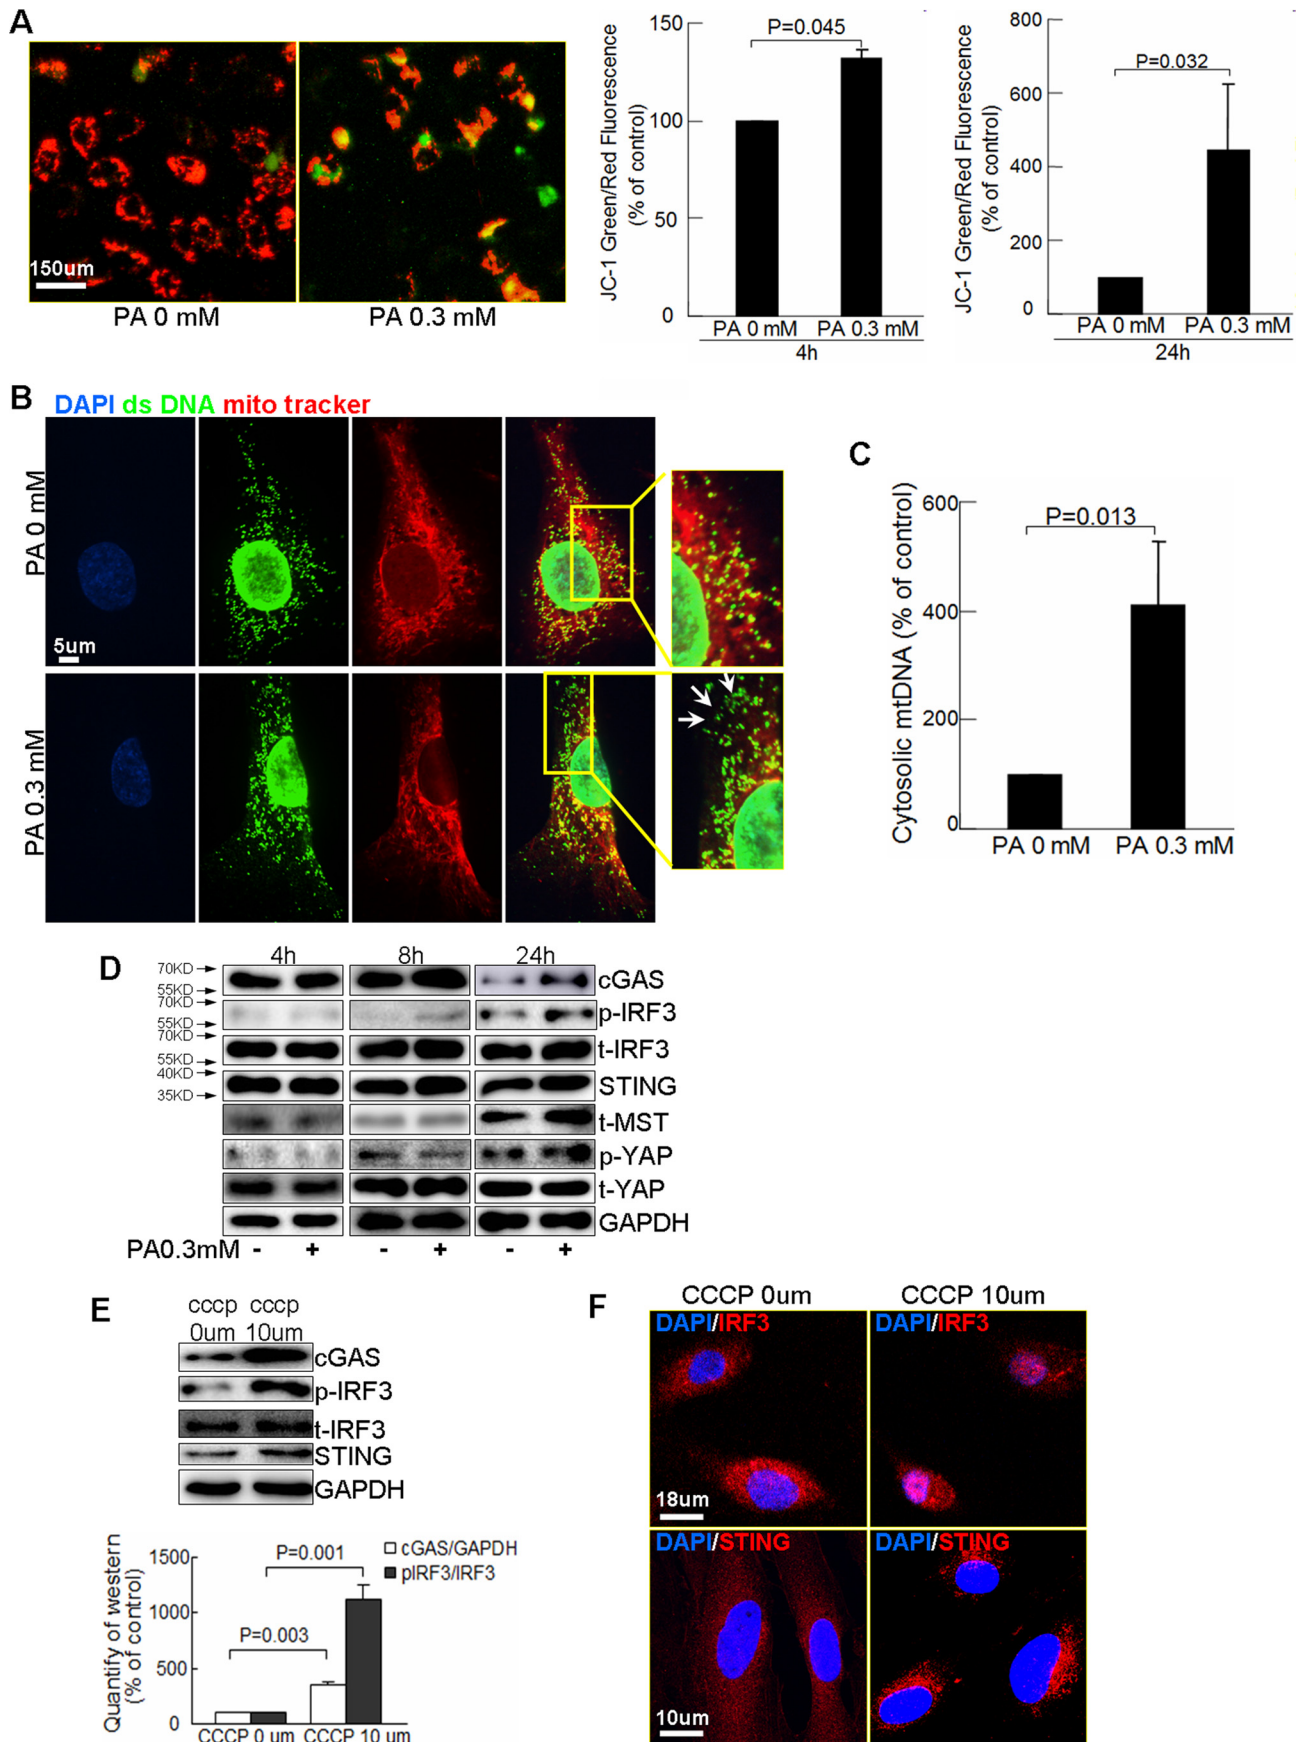 A
150um
PA 0 mM
PA 0.3 mM
JC-1 Green/Red Fluorescence
(% of control)
150
100
50
0
P=0.045
PA 0 mM
PA 0.3 mM
4h
JC-1 Green/Red Fluorescence
(% of control)
800
600
400
200
0
P=0.032
PA 0 mM
PA 0.3 mM
24h
B
DAPI ds DNA mito tracker
PA 0 mM
5um
PA 0.3 mM
C
Cytosolic mtDNA (% of control)
600
400
200
0
P=0.013
PA 0 mM
PA 0.3 mM
D
4h 8h 24h
70KD
55KD
cGAS
70KD
55KD
p-IRF3
70KD
55KD
t-IRF3
40KD
35KD
STING
t-MST
p-YAP
t-YAP
GAPDH
PA0.3mM - + - + - +
E
cccp cccp
0um 10um
cGAS
p-IRF3
t-IRF3
STING
GAPDH
Quantify of western
(% of control)
1500
1000
500
0
P=0.001
P=0.003
cGAS/GAPDH
pIRF3/IRF3
CCCP 0 um
CCCP 10 um
F
CCCP 0um
CCCP 10um
DAPI/IRF3
DAPI/IRF3
18um
DAPI/STING
DAPI/STING
10um